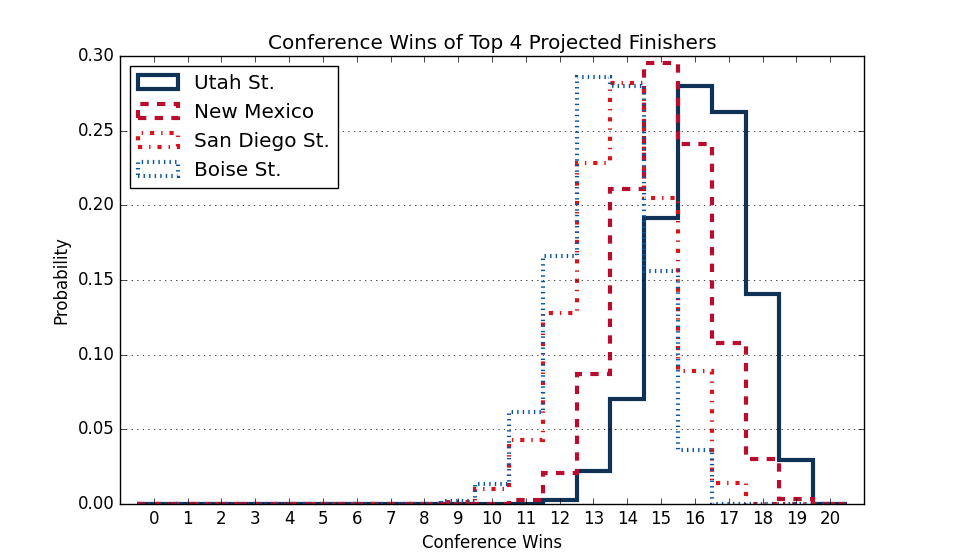 Conference Wins of Top 4 Projected Finishers
0.30
0.25
0.20
0.15
0.10
0.05
0.00
Probability
Utah St.
New Mexico
San Diego St.
Boise St.
0 1 2 3 4 5 6 7 8 9 10 11 12 13 14 15 16 17 18 19 20
Conference Wins